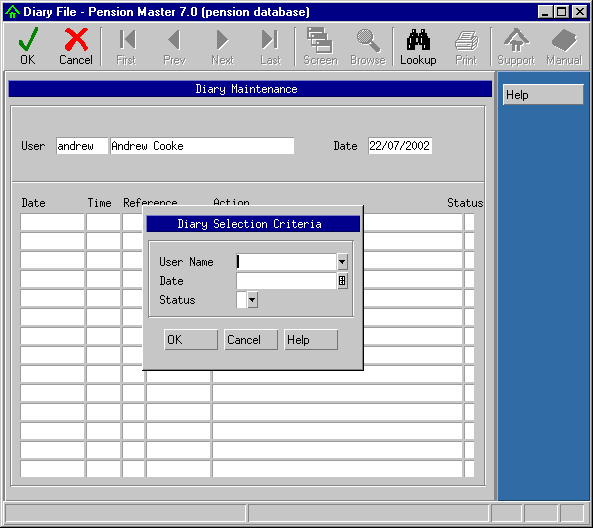 Diary File - Pension Master 7.0 (pension database)
OK Cancel First Prev Next Last Screen Browse Lookup Print Support Manual
Diary Maintenance
Help
User andrew Andrew Cooke Date 22/07/2002
Date Time Reference Action Status
Diary Selection Criteria
User Name
Date
Status
OK Cancel Help